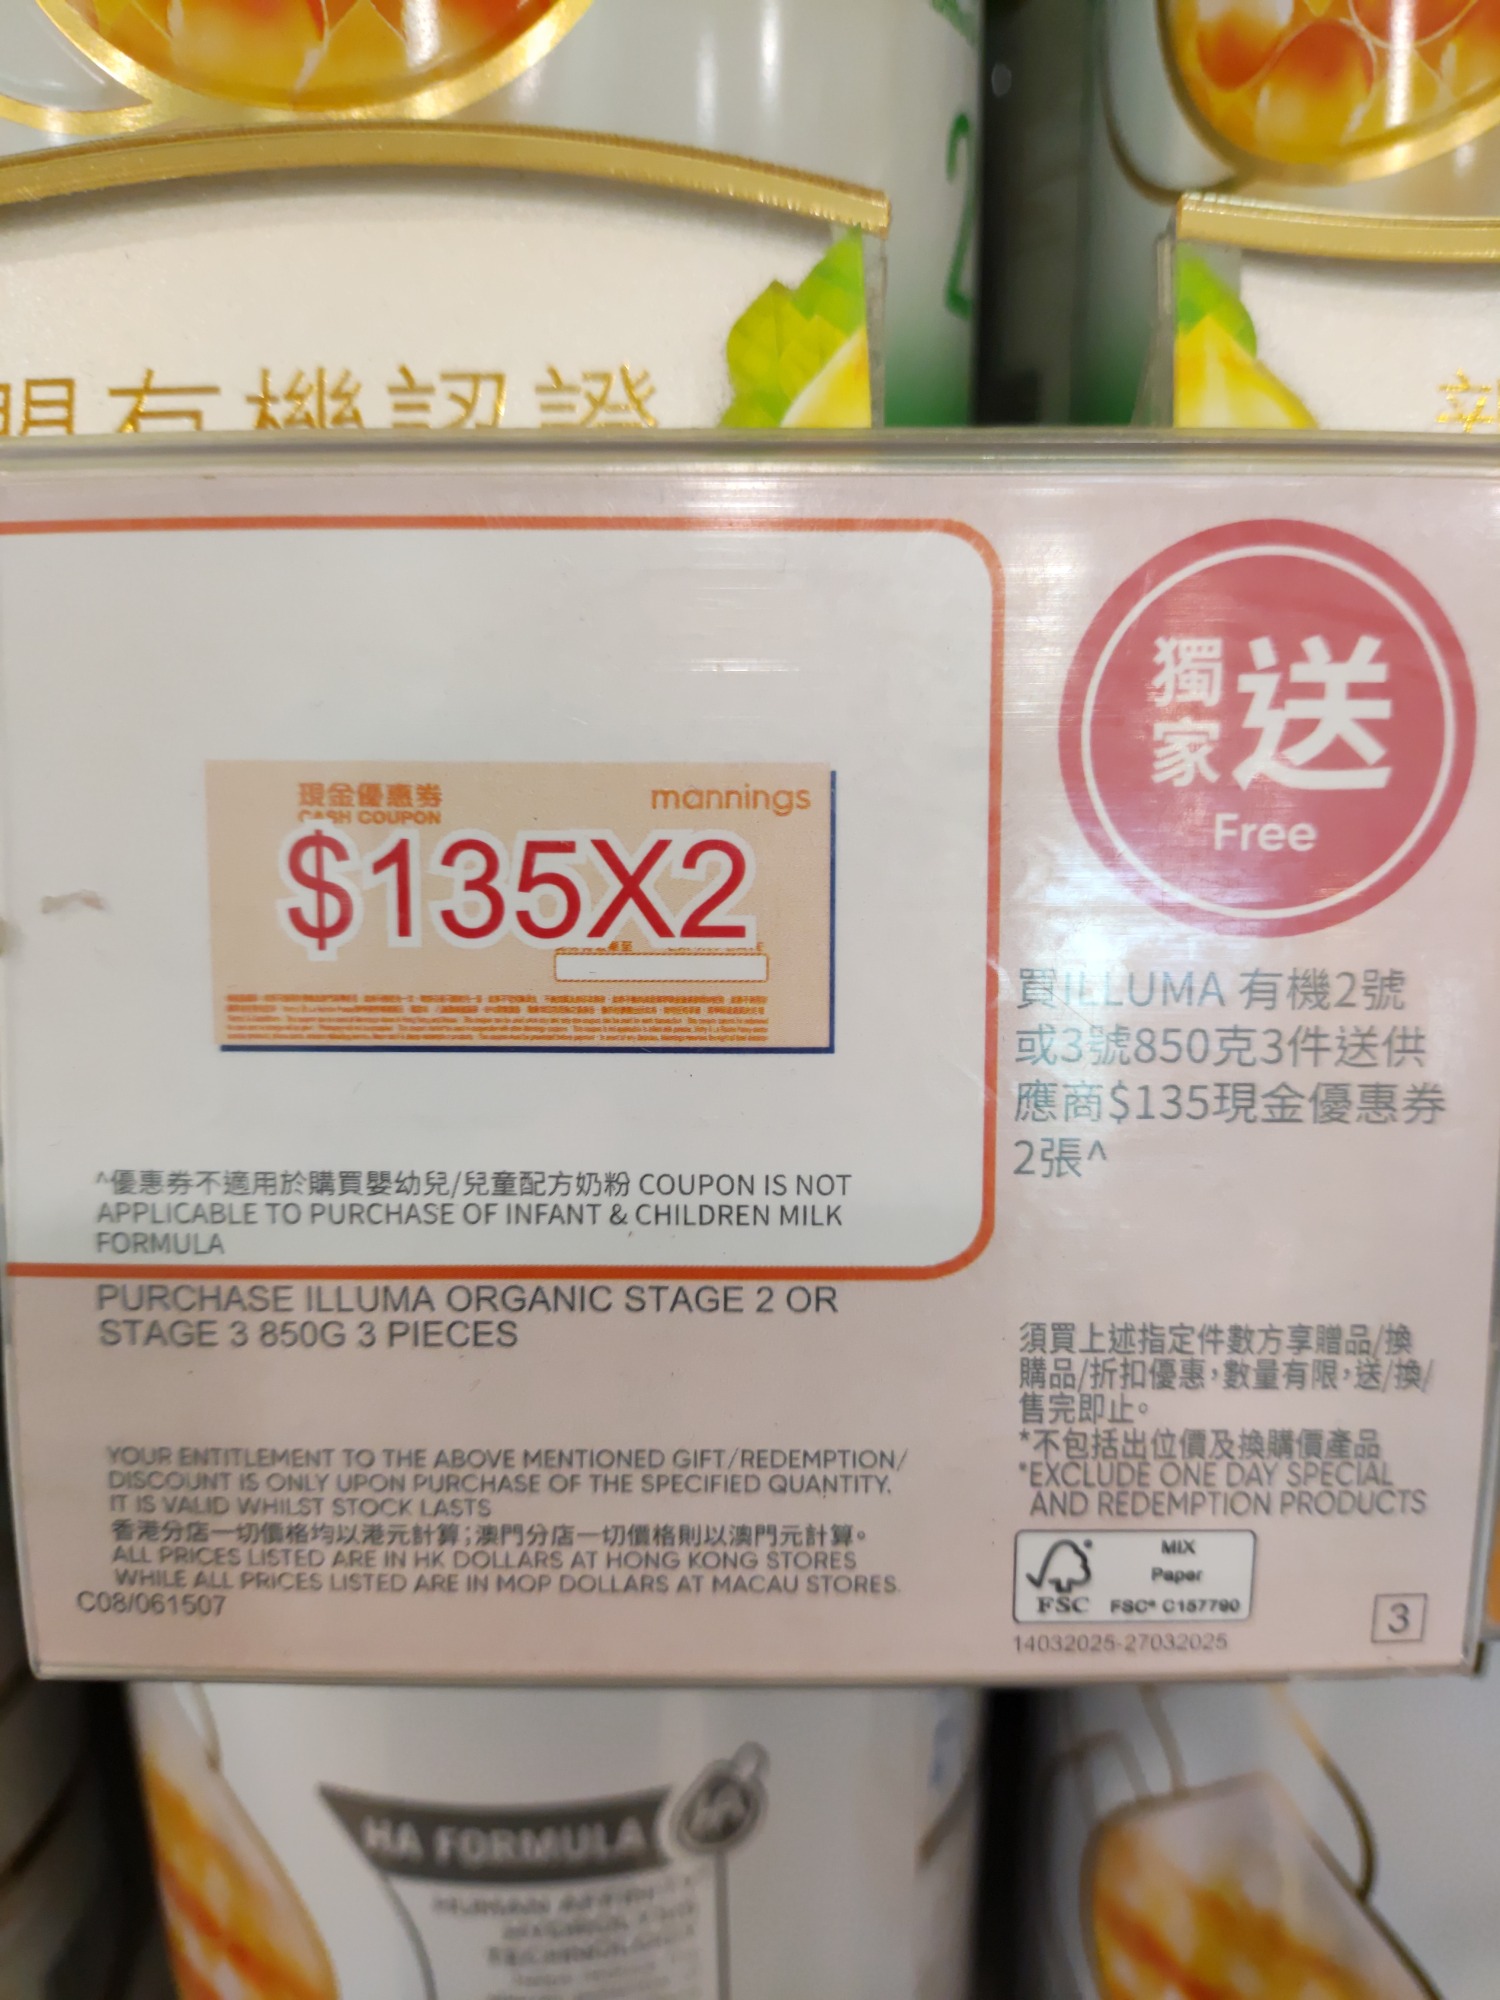 2
有機認證
獨家送
Free
現金優惠券
mannings
CASH COUPON
$135X2
買ILLUMA 有機2號
或3號850克3件送供
應商$135現金優惠券
2張^
^優惠券不適用於購買嬰幼兒/兒童配方奶粉 COUPON IS NOT
APPLICABLE TO PURCHASE OF INFANT & CHILDREN MILK
FORMULA
PURCHASE ILLUMA ORGANIC STAGE 2 OR
STAGE 3 850G 3 PIECES
須買上述指定件數方享贈品/換
購品/折扣優惠，數量有限，送/換/
售完即止。
*不包括出位價及換購價產品
*EXCLUDE ONE DAY SPECIAL
AND REDEMPTION PRODUCTS
YOUR ENTITLEMENT TO THE ABOVE MENTIONED GIFT/REDEMPTION/
DISCOUNT IS ONLY UPON PURCHASE OF THE SPECIFIED QUANTITY.
IT IS VALID WHILST STOCK LASTS
香港分店一切價格均以港元計算；澳門分店一切價格則以澳門元計算。
ALL PRICES LISTED ARE IN HK DOLLARS AT HONG KONG STORES
WHILE ALL PRICES LISTED ARE IN MOP DOLLARS AT MACAU STORES.
C08/061507
MIX
Paper
FSC
FSC® C157790
3
14032025-27032025
HA FORMULA